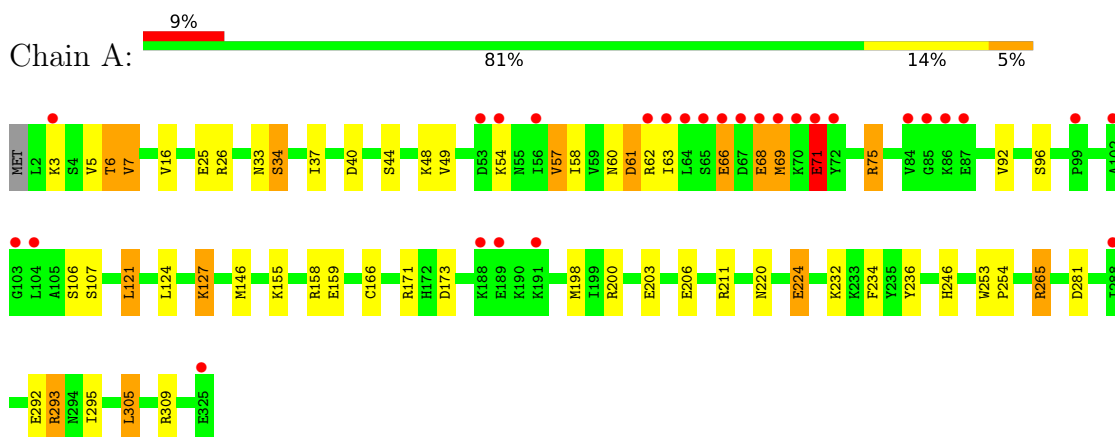 9%
Chain A:
81% 14% 5%
MET L2 K3 S4 V5 T6 V7 V16 E25 R26 N33 S34 I37 D40 S44 K48 V49 D53 K54 N55 I56 V57 I58 V59 N60 D61 R62 I63 L64 S65 E66 D67 E68 M69 K70 E71 Y72 R75 V84 G85 K86 E87 V92 S96 P99 A102
G103 L104 A105 S106 S107 L121 L124 K127 M146 K155 R158 E159 C166 R171 H172 D173 K188 E189 K190 K191 M198 I199 R200 E203 E206 R211 N220 E224 K232 K233 F234 Y235 Y236 H246 W253 P254 R265 D281 I288
E292 R293 N294 I295 L305 R309 E325